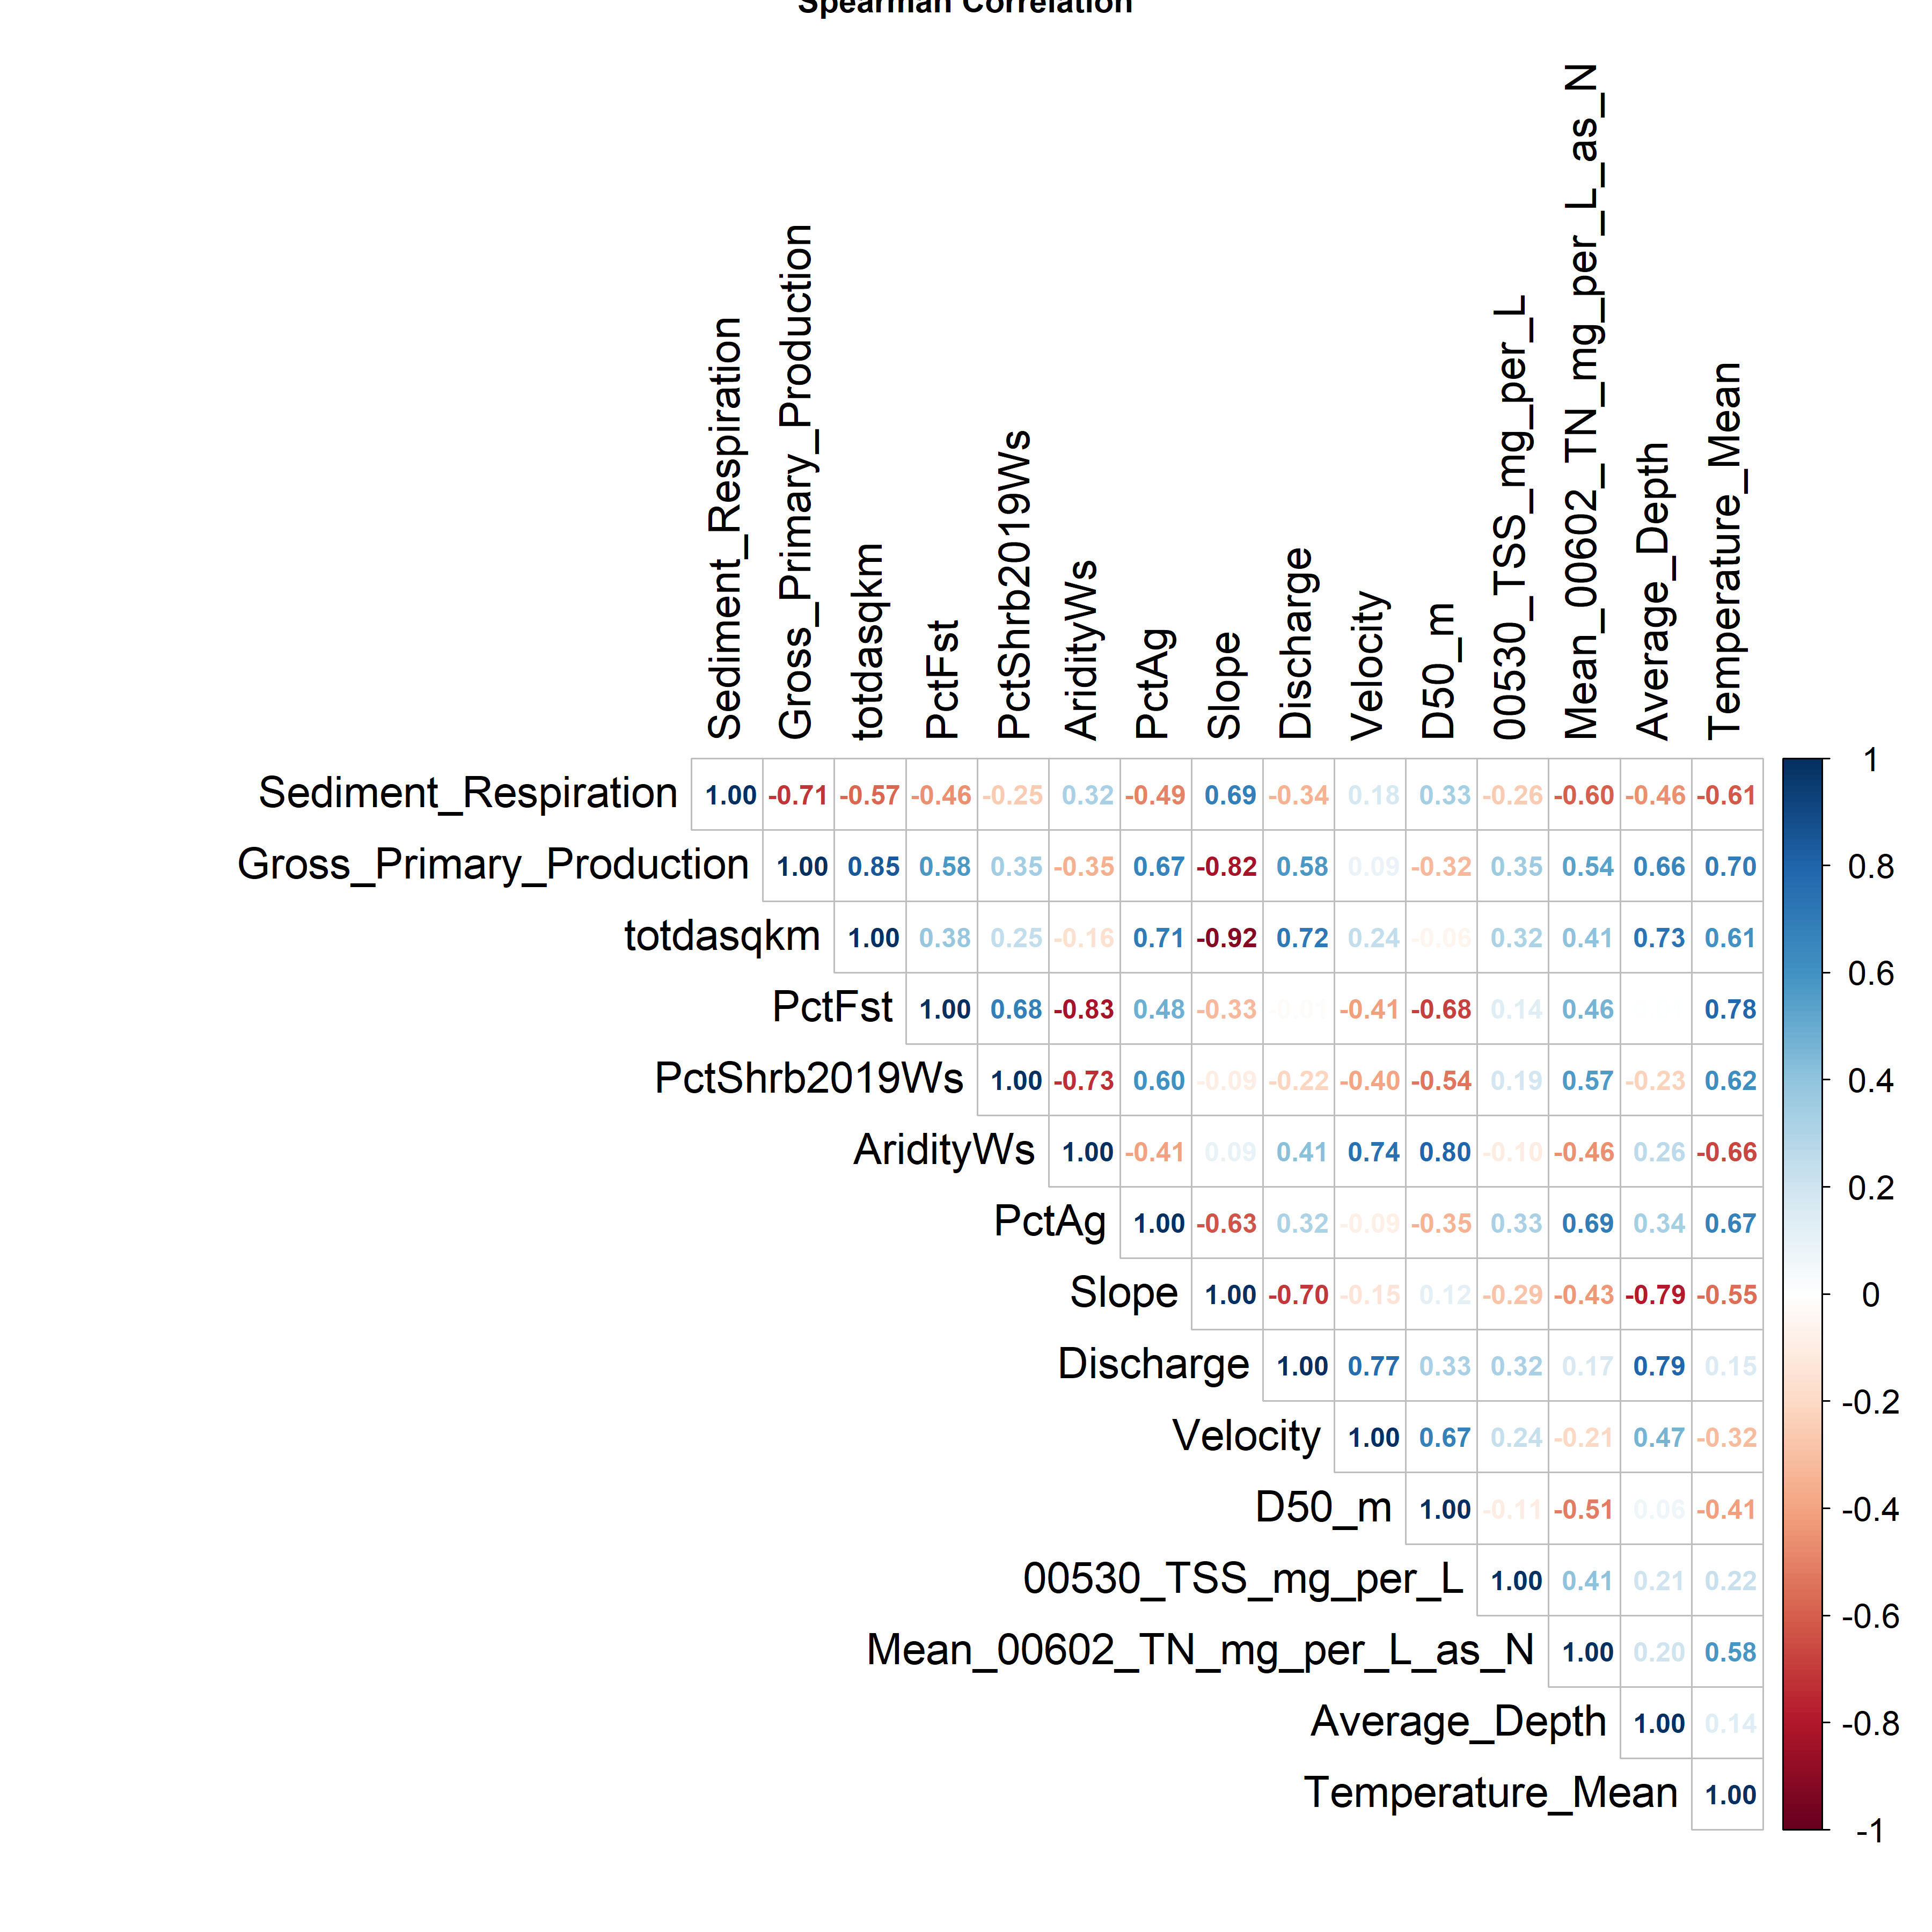 Spearman Correlation
Sediment_Respiration
Gross_Primary_Production
totdasqkm
PctFst
PctShrb2019Ws
AridityWs
PctAg
Slope
Discharge
Velocity
D50_m
00530_TSS_mg_per_L
Mean_00602_TN_mg_per_L_as_N
Average_Depth
Temperature_Mean
Sediment_Respiration 1.00 -0.71 -0.57 -0.46 -0.25 0.32 -0.49 0.69 -0.34 0.18 0.33 -0.26 -0.60 -0.46 -0.61
Gross_Primary_Production 1.00 0.85 0.58 0.35 -0.35 0.67 -0.82 0.58 0.09 -0.32 0.35 0.54 0.66 0.70
totdasqkm 1.00 0.38 0.25 -0.16 0.71 -0.92 0.72 0.24 -0.06 0.32 0.41 0.73 0.61
PctFst 1.00 0.68 -0.83 0.48 -0.33 -0.01 -0.41 -0.68 0.14 0.46 0.78
PctShrb2019Ws 1.00 -0.73 0.60 -0.09 -0.22 -0.40 -0.54 0.19 0.57 -0.23 0.62
AridityWs 1.00 -0.41 0.09 0.41 0.74 0.80 -0.10 -0.46 0.26 -0.66
PctAg 1.00 -0.63 0.32 -0.09 -0.35 0.33 0.69 0.34 0.67
Slope 1.00 -0.70 -0.15 0.12 -0.29 -0.43 -0.79 -0.55
Discharge 1.00 0.77 0.33 0.32 0.17 0.79 0.15
Velocity 1.00 0.67 0.24 -0.21 0.47 -0.32
D50_m 1.00 -0.11 -0.51 0.06 -0.41
00530_TSS_mg_per_L 1.00 0.41 0.21 0.22
Mean_00602_TN_mg_per_L_as_N 1.00 0.20 0.58
Average_Depth 1.00 0.14
Temperature_Mean 1.00
1
0.8
0.6
0.4
0.2
0
-0.2
-0.4
-0.6
-0.8
-1